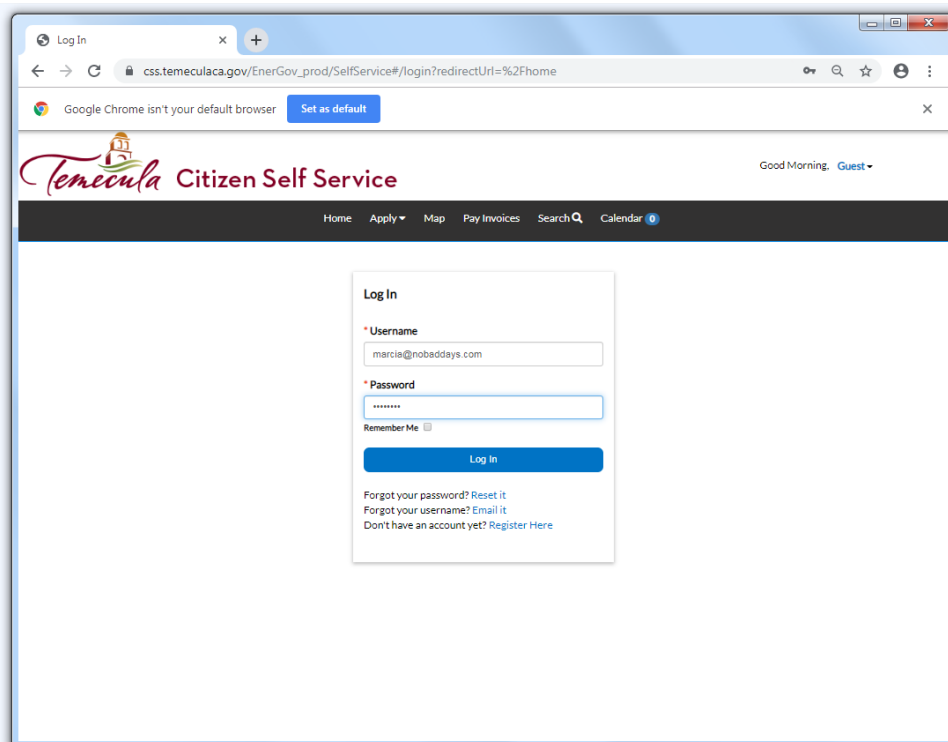 Log In
css.temeculaca.gov/EnerGov_prod/SelfService#/login?redirectUrl=%2Fhome
Google Chrome isn't your default browser Set as default
Temecula Citizen Self Service
Good Morning, Guest
Home Apply Map Pay Invoices Search Calendar 0
Log In
* Username
marcia@nobaddays.com
* Password
••••••••
Remember Me
Log In
Forgot your password? Reset it
Forgot your username? Email it
Don't have an account yet? Register Here